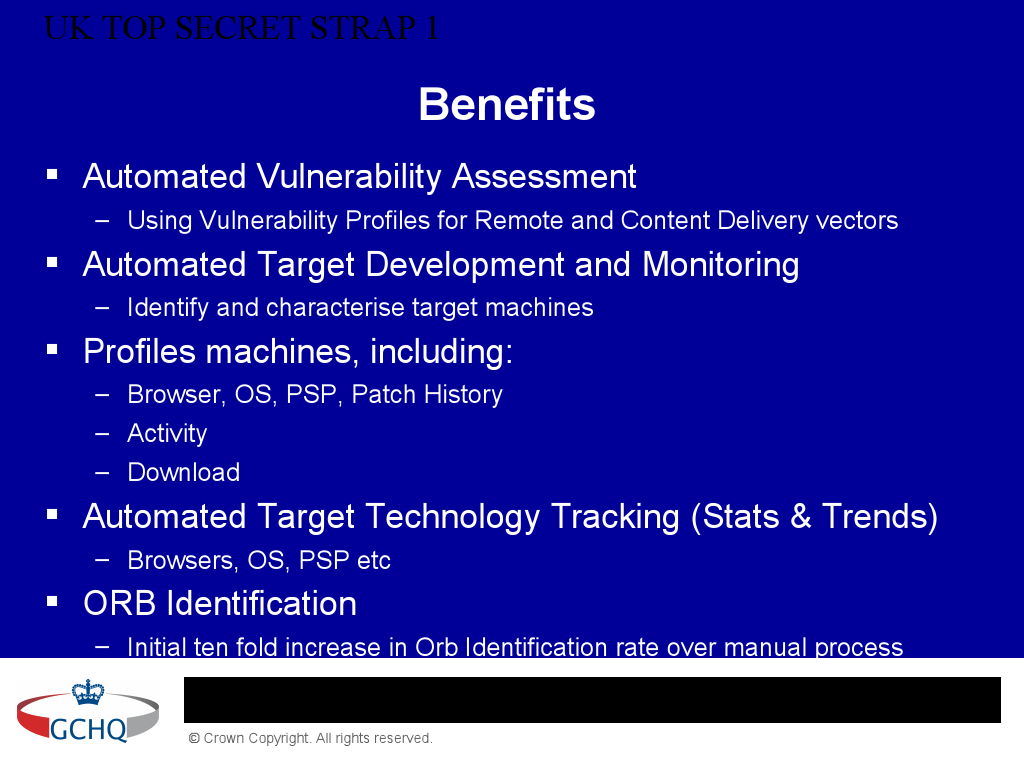 UK TOP SECRET STRAP 1
Benefits
▪ Automated Vulnerability Assessment
– Using Vulnerability Profiles for Remote and Content Delivery vectors
▪ Automated Target Development and Monitoring
– Identify and characterise target machines
▪ Profiles machines, including:
– Browser, OS, PSP, Patch History
– Activity
– Download
▪ Automated Target Technology Tracking (Stats & Trends)
– Browsers, OS, PSP etc
▪ ORB Identification
– Initial ten fold increase in Orb Identification rate over manual process
GCHQ
© Crown Copyright. All rights reserved.